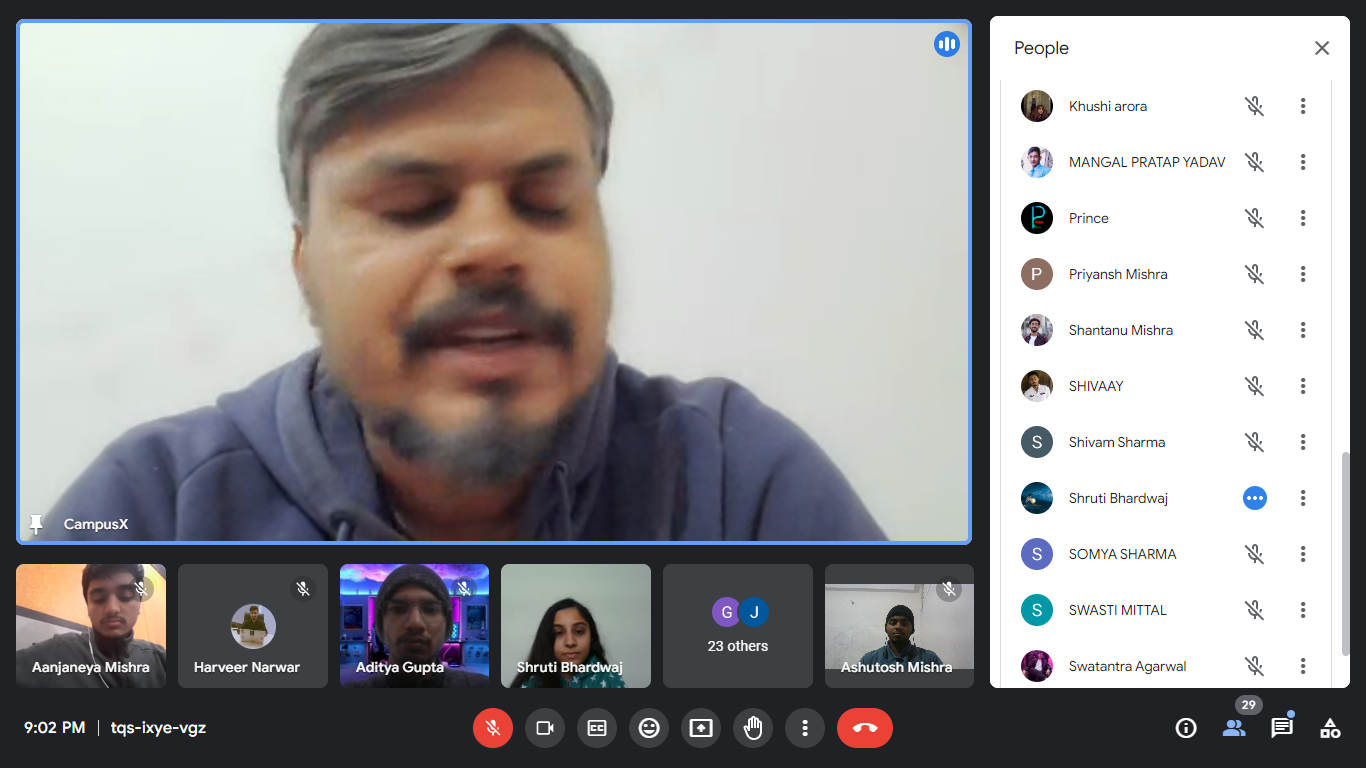 CampusX
Aanjaneya Mishra
Harveer Narwar
Aditya Gupta
Shruti Bhardwaj
G J
23 others
Ashutosh Mishra
9:02 PM | tqs-ixye-vgz
CC
People
Khushi arora
MANGAL PRATAP YADAV
Prince
P Priyansh Mishra
Shantanu Mishra
SHIVAAY
S Shivam Sharma
Shruti Bhardwaj
S SOMYA SHARMA
S SWASTI MITTAL
Swatantra Agarwal
29